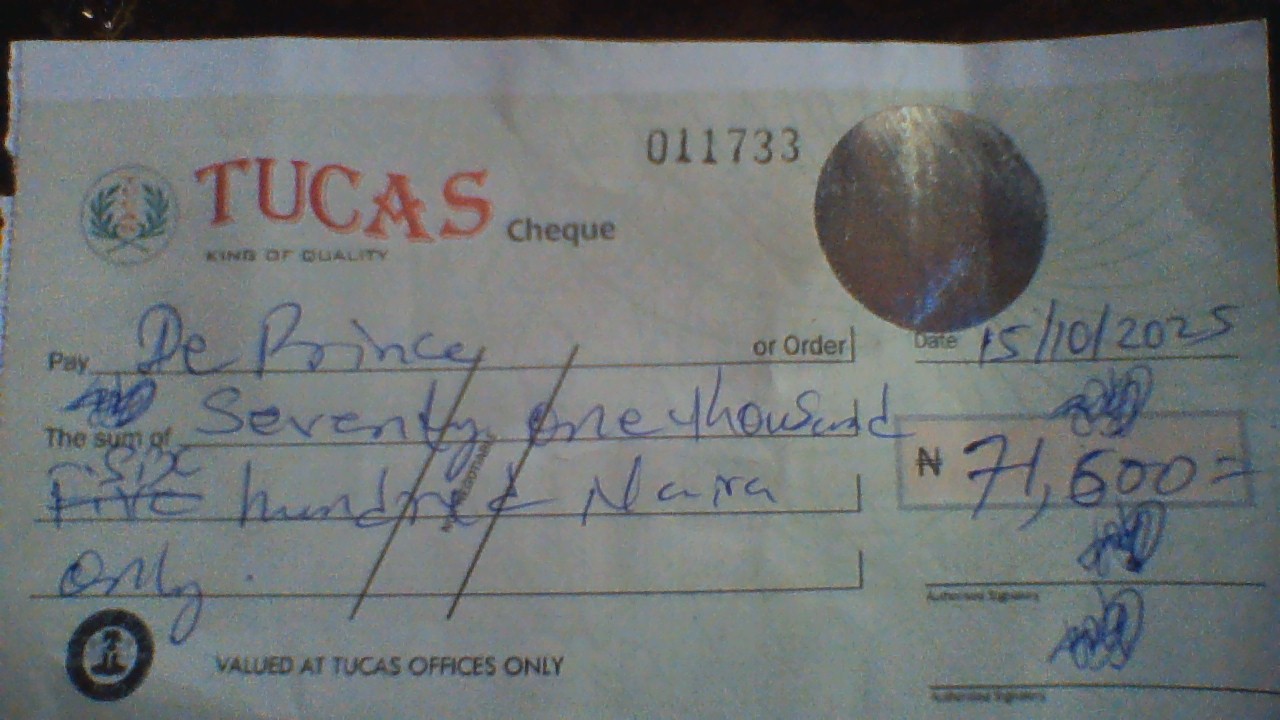 011733
TUCAS Cheque
KING OF QUALITY
Pay De Prince or Order
Date 15/10/2025
The sum of Seventy one thousand
Five Six hundred Naira
₦ 71,600=
only.
Authorised Signatory
VALUED AT TUCAS OFFICES ONLY
Authorised Signatory